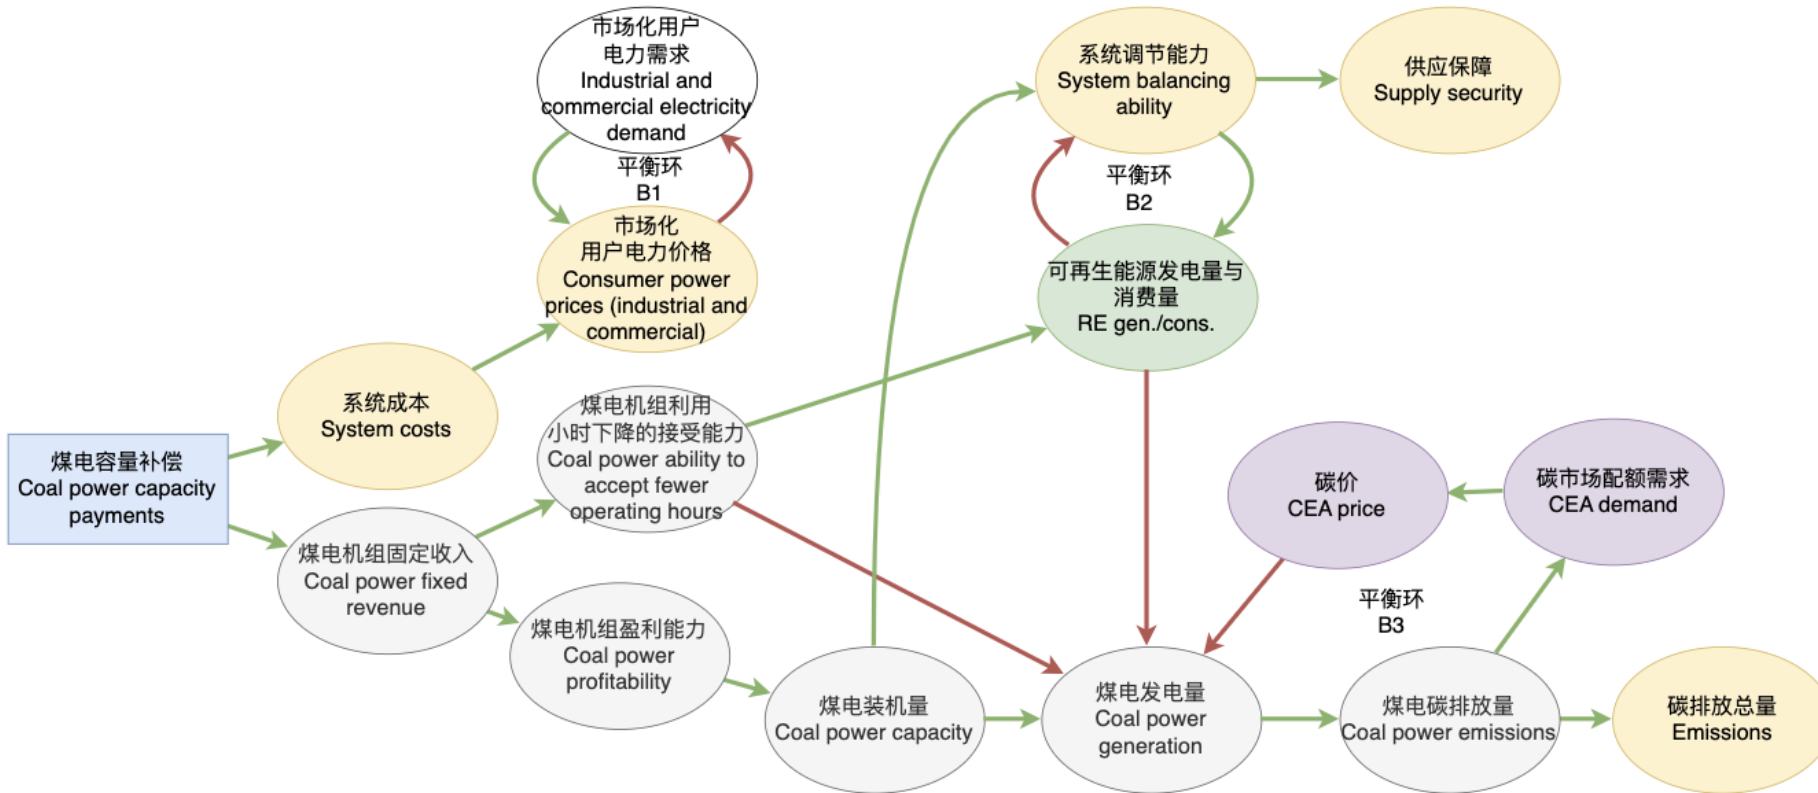 市场化用户
电力需求
Industrial and
commercial electricity
demand
平衡环
B1
市场化
用户电力价格
Consumer power
prices (industrial and
commercial)
系统调节能力
System balancing
ability
供应保障
Supply security
平衡环
B2
可再生能源发电量与
消费量
RE gen./cons.
系统成本
System costs
煤电容量补偿
Coal power capacity
payments
煤电机组利用
小时下降的接受能力
Coal power ability to
accept fewer
operating hours
煤电机组固定收入
Coal power fixed
revenue
煤电机组盈利能力
Coal power
profitability
碳价
CEA price
碳市场配额需求
CEA demand
平衡环
B3
煤电装机量
Coal power capacity
煤电发电量
Coal power
generation
煤电碳排放量
Coal power emissions
碳排放总量
Emissions